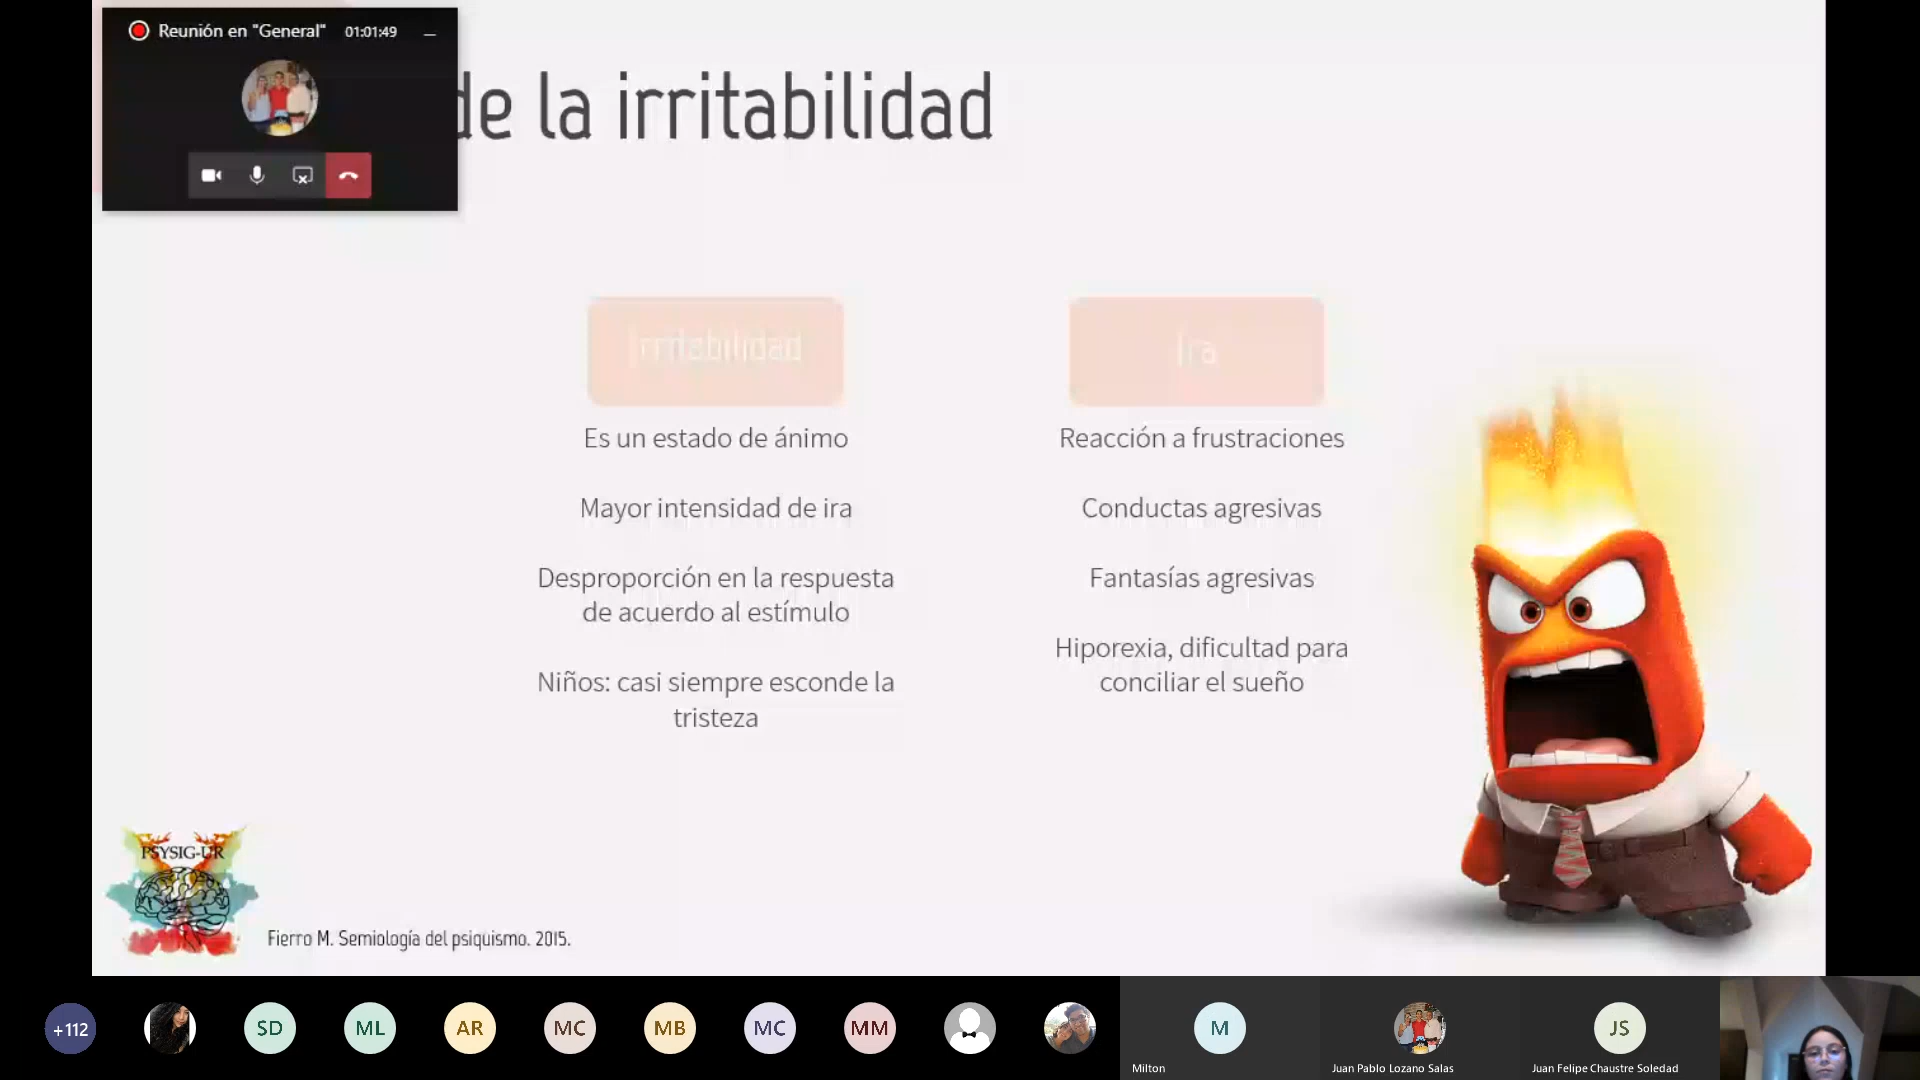 Reunión en "General" 01:01:49
de la irritabilidad
Irritabilidad
Es un estado de ánimo
Mayor intensidad de ira
Desproporción en la respuesta
de acuerdo al estímulo
Niños: casi siempre esconde la
tristeza
Ira
Reacción a frustraciones
Conductas agresivas
Fantasías agresivas
Hiporexia, dificultad para
conciliar el sueño
PSYSIG-UR
Fierro M. Semiología del psiquismo. 2015.
+112
SD
ML
AR
MC
MB
MC
MM
M
JS
Milton
Juan Pablo Lozano Salas
Juan Felipe Chaustre Soledad